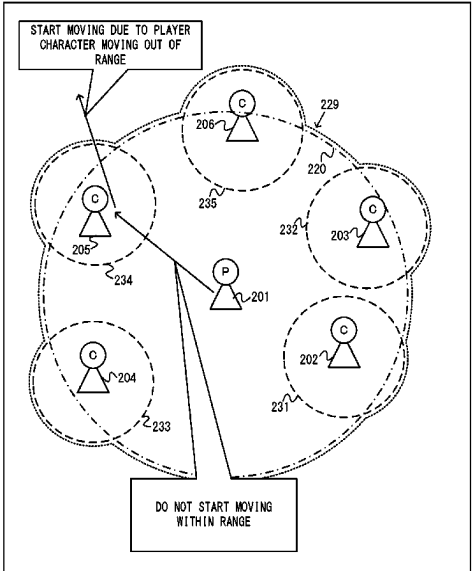 START MOVING DUE TO PLAYER
CHARACTER MOVING OUT OF
RANGE
C
206
229
220
235
C
205
234
C
232
203
P
201
C
204
233
C
202
231
DO NOT START MOVING
WITHIN RANGE